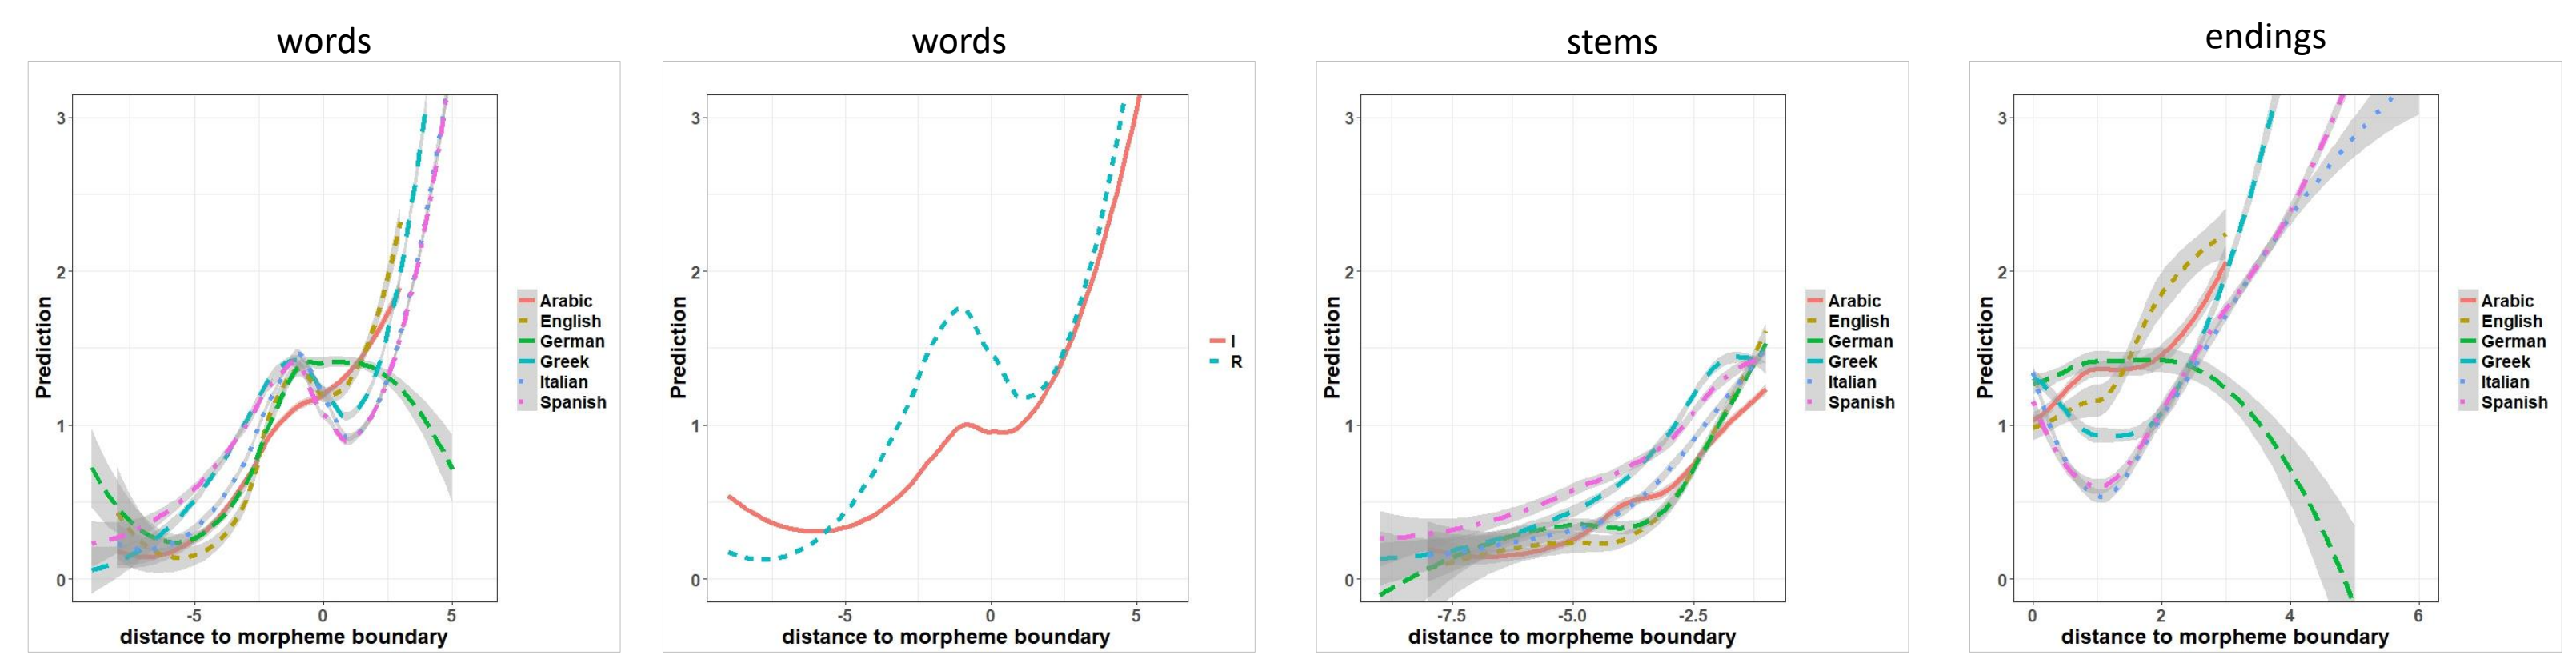 words
3
2
1
0
Prediction
-5
0
5
distance to morpheme boundary
Arabic
English
German
Greek
Italian
Spanish
words
3
2
1
0
Prediction
-5
0
5
distance to morpheme boundary
I
R
stems
3
2
1
0
Prediction
-7.5
-5.0
-2.5
distance to morpheme boundary
Arabic
English
German
Greek
Italian
Spanish
endings
3
2
1
0
Prediction
0
2
4
6
distance to morpheme boundary
Arabic
English
German
Greek
Italian
Spanish